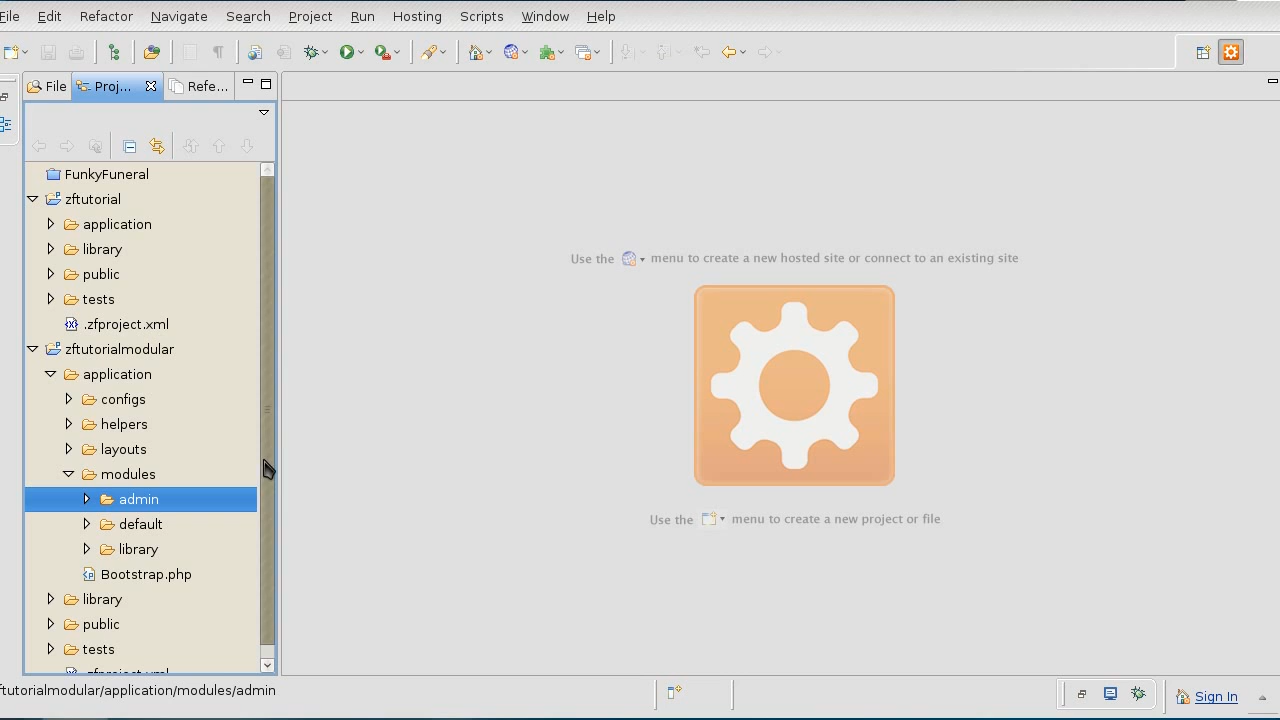 File Edit Refactor Navigate Search Project Run Hosting Scripts Window Help
File Proj... Refe...
FunkyFuneral
zftutorial
application
library
public
tests
.zfproject.xml
zftutorialmodular
application
configs
helpers
layouts
modules
admin
default
library
Bootstrap.php
library
public
tests
.zfproject.xml
Use the menu to create a new hosted site or connect to an existing site
Use the menu to create a new project or file
ftutorialmodular/application/modules/admin
Sign In